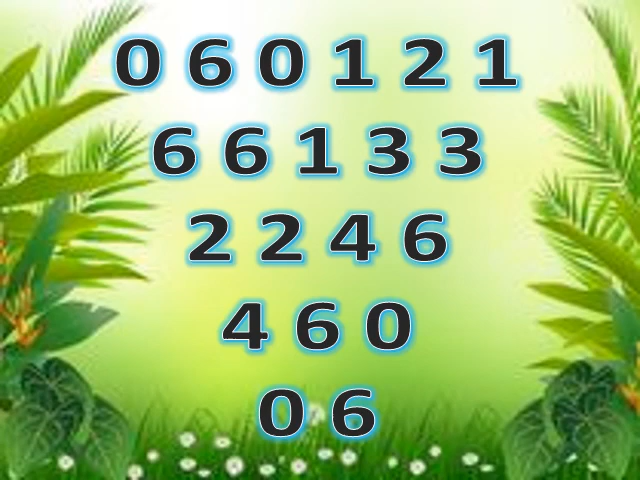 0 6 0 1 2 1
6 6 1 3 3
2 2 4 6
4 6 0
0 6